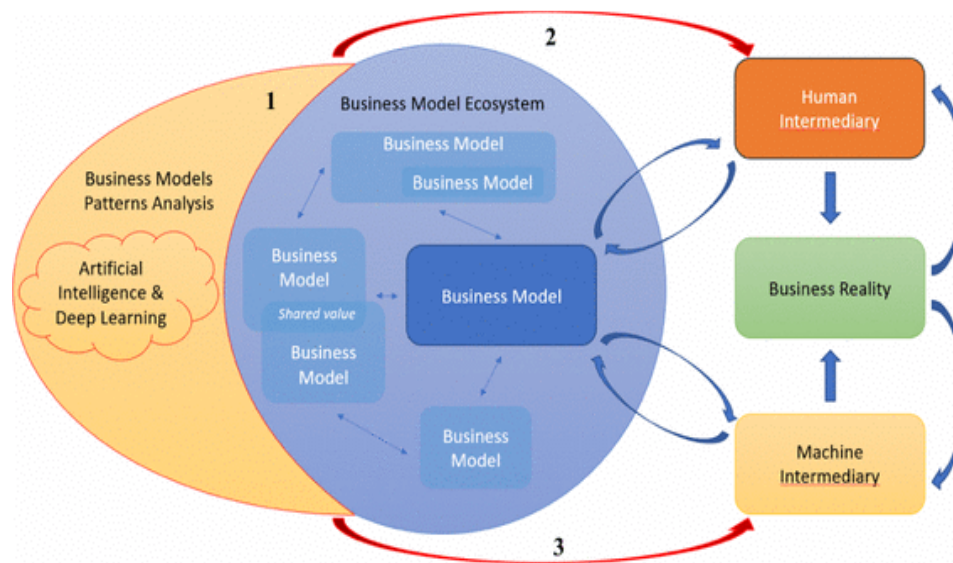 2
1
Business Model Ecosystem
Human
Intermediary
Business Model
Business Model
Business Models
Patterns Analysis
Artificial
Intelligence &
Deep Learning
Business
Model
Shared value
Business
Model
Business Model
Business Reality
Business
Model
Machine
Intermediary
3